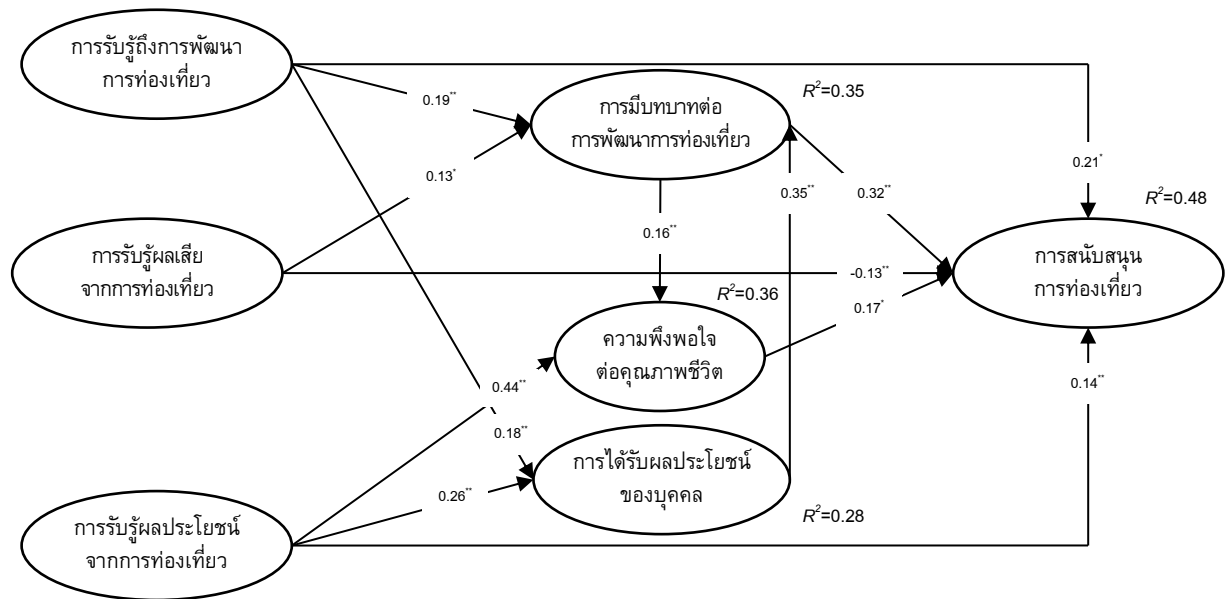 การรับรู้ถึงการพัฒนา
การท่องเที่ยว
การมีบทบาทต่อ
การพัฒนาการท่องเที่ยว
R²=0.35
0.19**
0.13*
0.21*
0.35**
0.32**
R²=0.48
0.16**
การรับรู้ผลเสีย
จากการท่องเที่ยว
-0.13**
การสนับสนุน
การท่องเที่ยว
R²=0.36
0.17*
ความพึงพอใจ
ต่อคุณภาพชีวิต
0.44**
0.14**
0.18**
การได้รับผลประโยชน์
ของบุคคล
0.26**
R²=0.28
การรับรู้ผลประโยชน์
จากการท่องเที่ยว